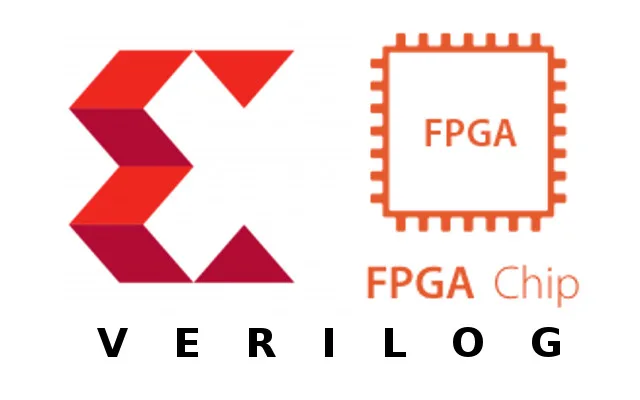 FPGA
FPGA Chip
V E R I L O G